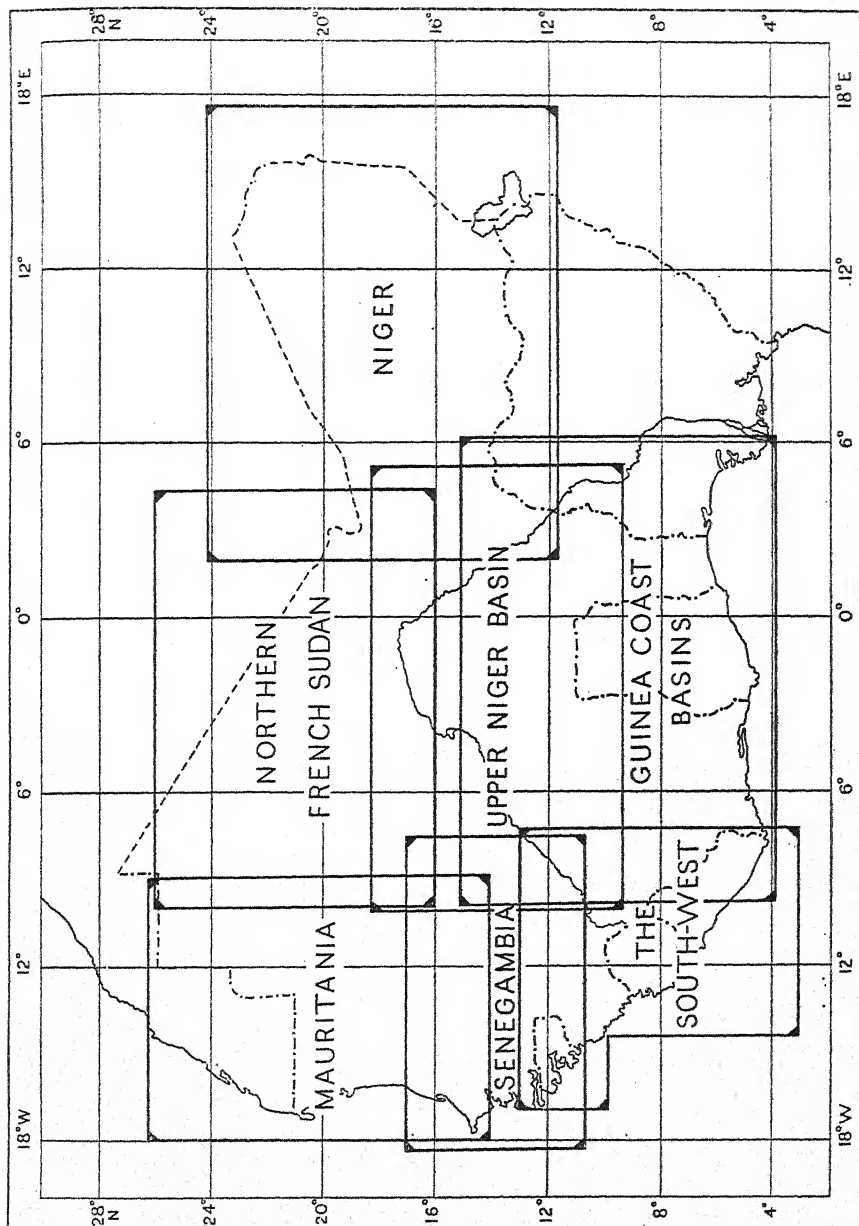 28° N
24°
20°
16°
12°
8°
4°
18° E
12°
6°
0°
6°
12°
18° W
18° E
12°
6°
0°
6°
12°
18° W
NIGER
NORTHERN
FRENCH SUDAN
UPPER NIGER BASIN
GUINEA COAST
BASINS
MAURITANIA
SENEGAMBIA
THE
SOUTH-WEST
28° N
24°
20°
16°
12°
8°
4°